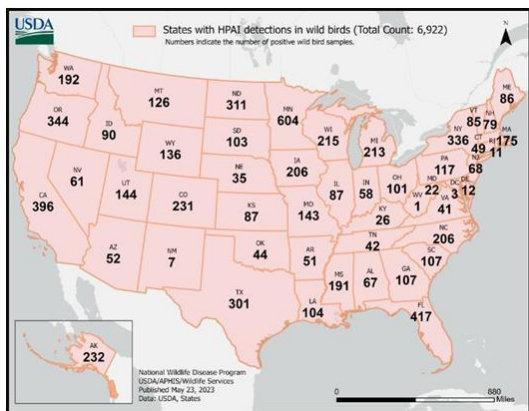 USDA
States with HPAI detections in wild birds (Total Count: 6,922)
Numbers indicate the number of positive wild bird samples.
N
WA
192
MT
126
ND
311
MN
604
ME
86
OR
344
ID
90
WY
136
SD
103
WI
215
MI
213
VT
85
NH
79
NY
336
MA
175
CT
49
RI
11
NV
61
UT
144
CO
231
NE
35
IA
206
IL
87
IN
58
OH
101
PA
117
NJ
68
CA
396
KS
87
MO
143
KY
26
WV
1
MD
22
DC
3
DE
12
VA
41
AZ
52
NM
7
OK
44
AR
51
TN
42
NC
206
SC
107
TX
301
LA
104
MS
191
AL
67
GA
107
FL
417
AK
232
National Wildlife Disease Program
USDA/APHIS/Wildlife Services
Published May 23, 2023
Data: USDA, States
0
880
Miles